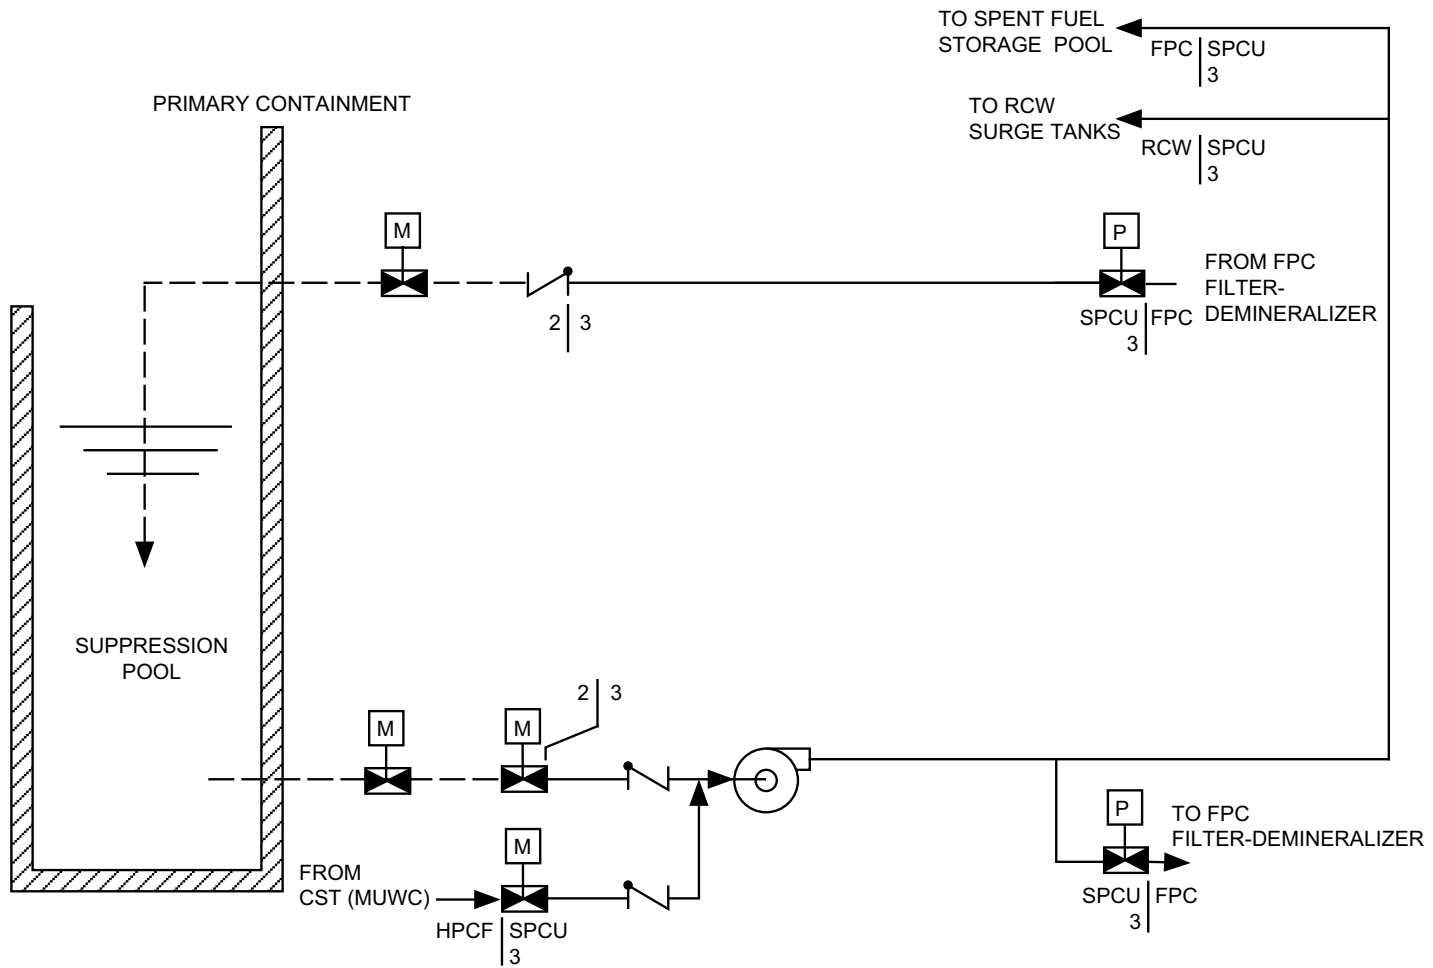 TO SPENT FUEL
STORAGE POOL
FPC SPCU
3
PRIMARY CONTAINMENT
TO RCW
SURGE TANKS
RCW SPCU
3
M
P
FROM FPC
FILTER-
DEMINERALIZER
2 3
SPCU FPC
3
SUPPRESSION
POOL
2 3
M
M
P
TO FPC
FILTER-DEMINERALIZER
M
FROM
CST (MUWC)
SPCU FPC
3
HPCF SPCU
3